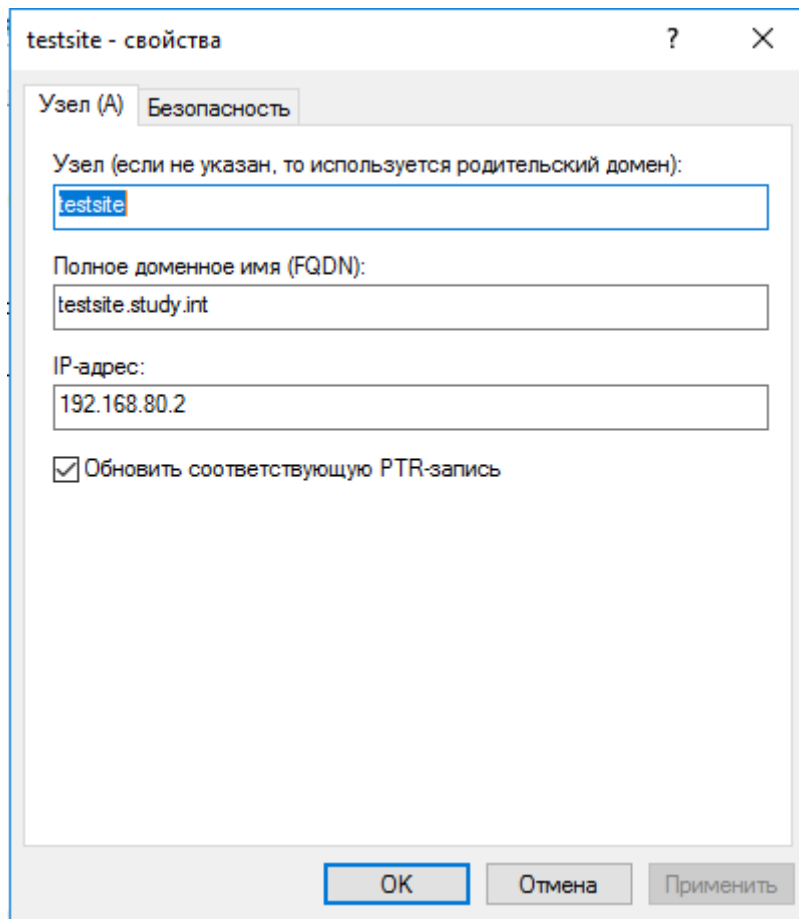 testsite - свойства
?
Узел (А)
Безопасность
Узел (если не указан, то используется родительский домен):
testsite
Полное доменное имя (FQDN):
testsite.study.int
IP-адрес:
192.168.80.2
Обновить соответствующую PTR-запись
OK
Отмена
Применить